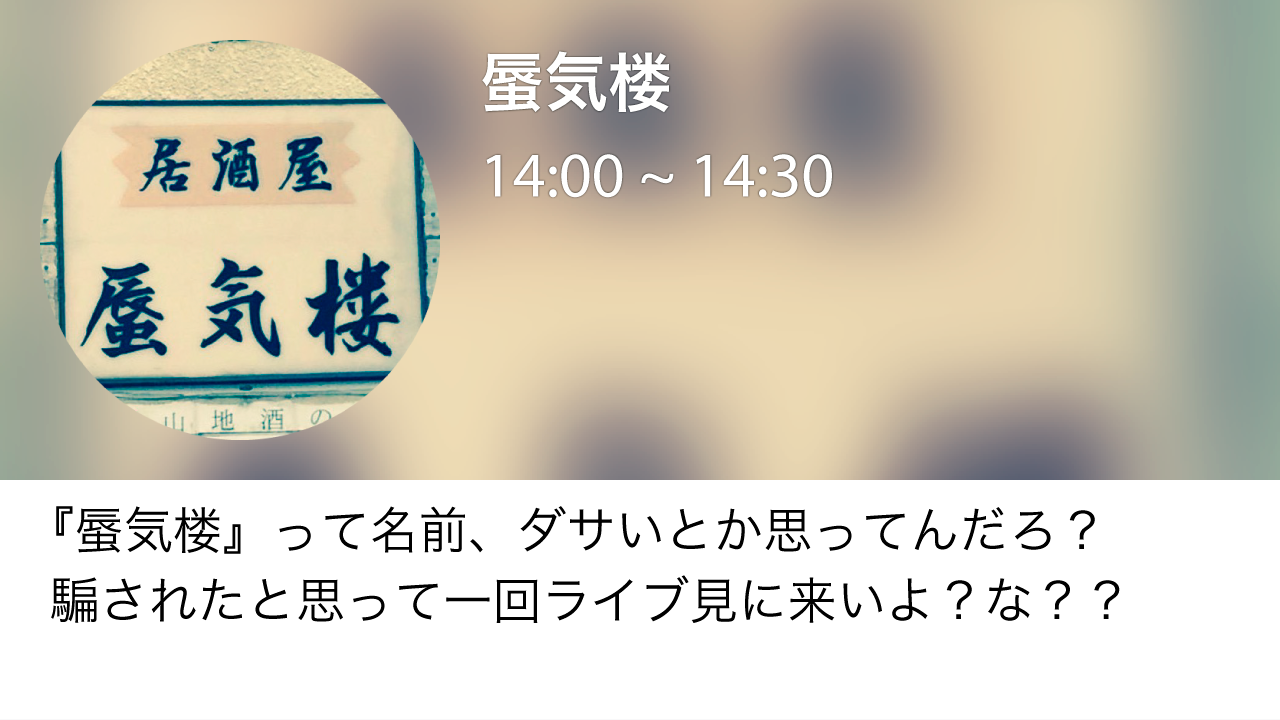 蜃気楼
14:00 ~ 14:30
居酒屋
蜃気楼
山地酒の
『蜃気楼』って名前、ダサいとか思ってんだろ？
騙されたと思って一回ライブ見に来いよ？な？？